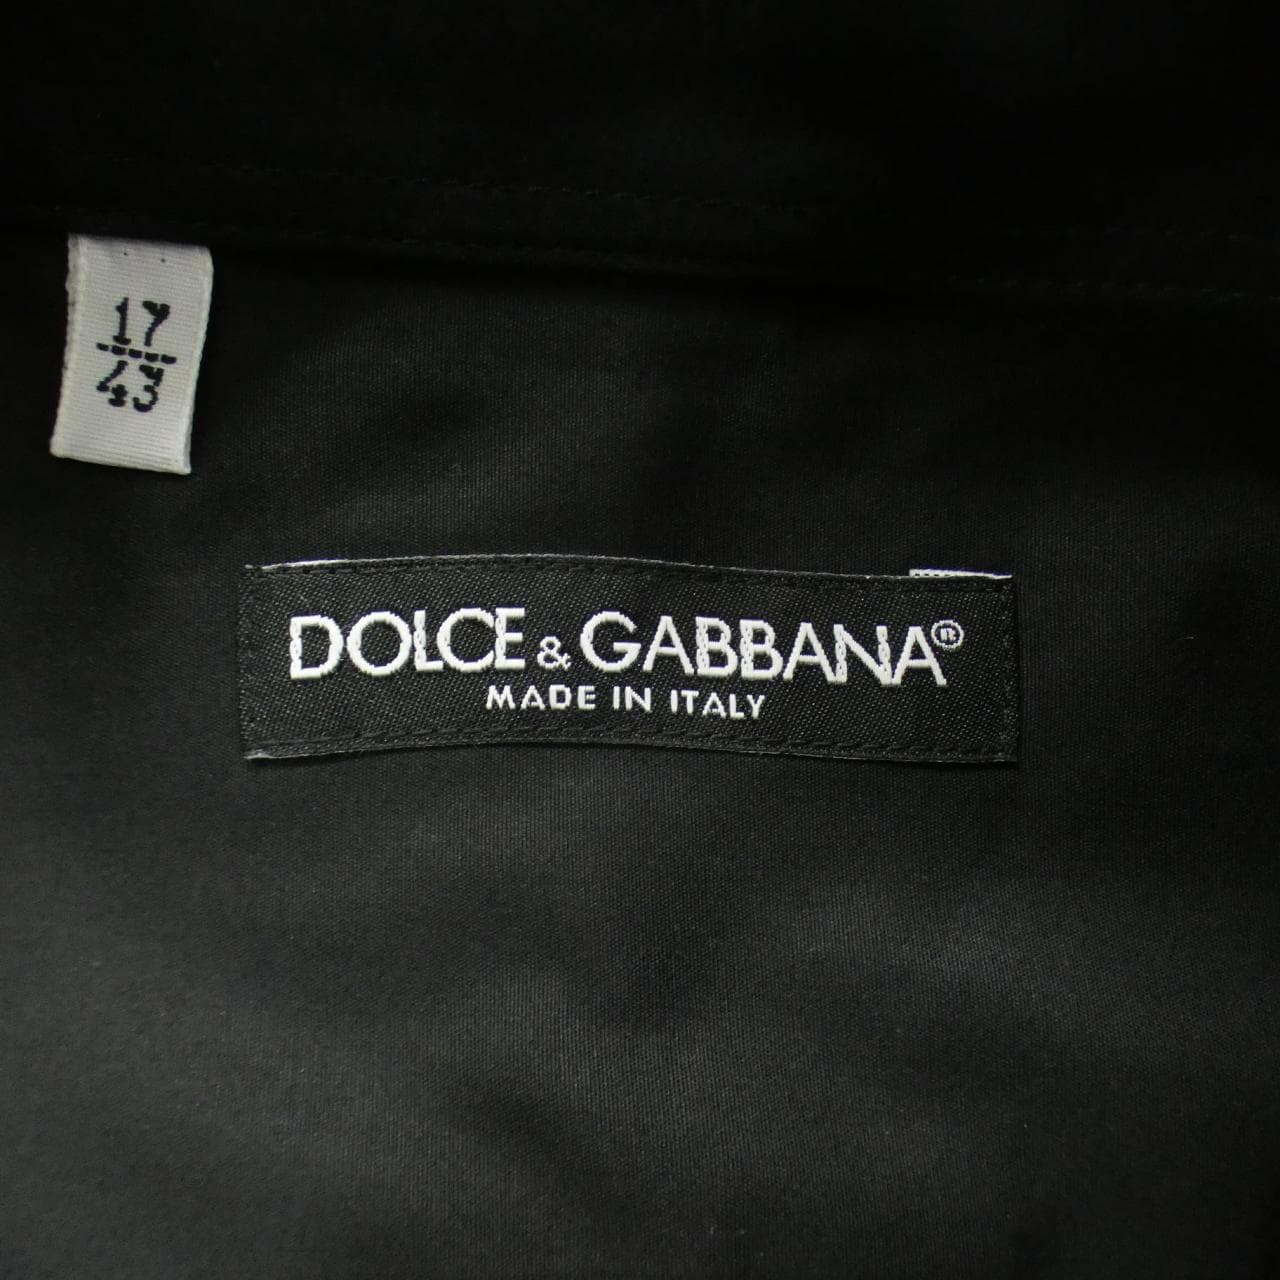 17
43
DOLCE & GABBANA®
MADE IN ITALY